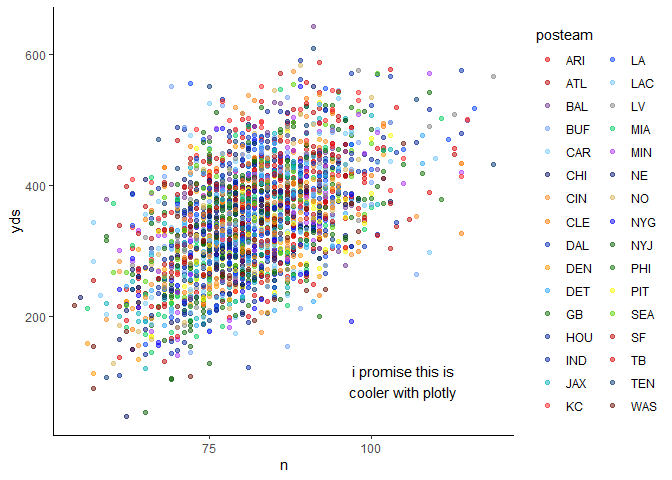 posteam
600
400
200
yds
75
100
n
i promise this is
cooler with plotly
ARI
ATL
BAL
BUF
CAR
CHI
CIN
CLE
DAL
DEN
DET
GB
HOU
IND
JAX
KC
LA
LAC
LV
MIA
MIN
NE
NO
NYG
NYJ
PHI
PIT
SEA
SF
TB
TEN
WAS